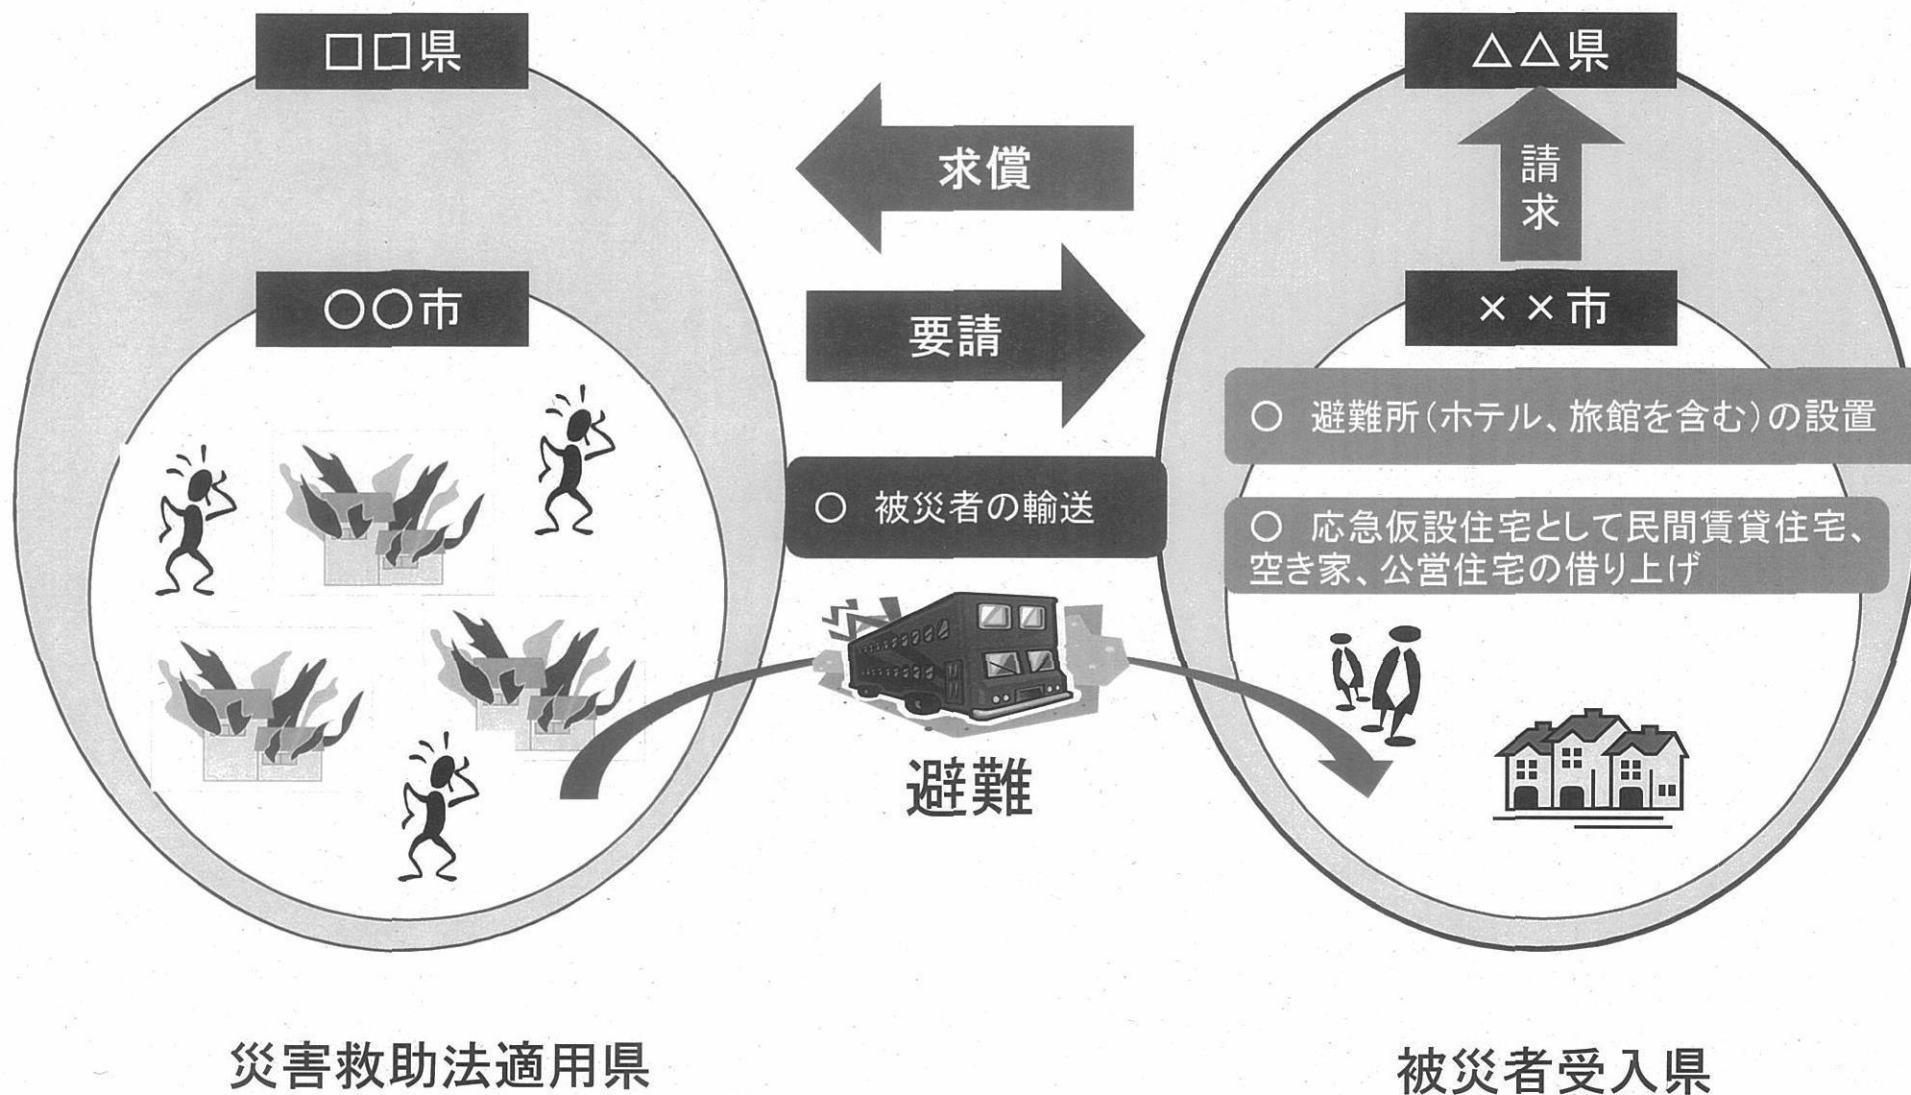 □□県
△△県
求償
請求
○○市
××市
要請
○ 避難所(ホテル、旅館を含む)の設置
○ 被災者の輸送
○ 応急仮設住宅として民間賃貸住宅、
空き家、公営住宅の借り上げ
避難
災害救助法適用県
被災者受入県